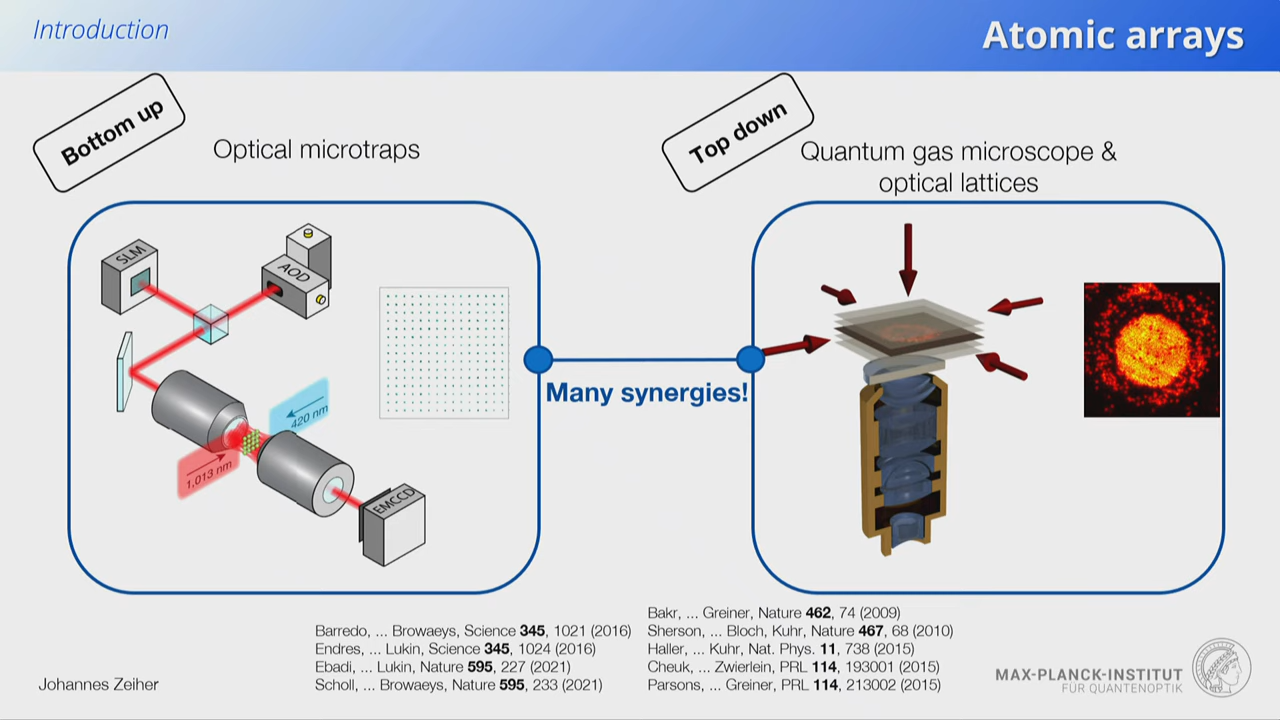 Introduction
Atomic arrays
Bottom up
Optical microtraps
SLM
AOD
420 nm
1,013 nm
EMCCD
Many synergies!
Top down
Quantum gas microscope &
optical lattices
Barredo, ... Browaeys, Science 345, 1021 (2016)
Endres, ... Lukin, Science 345, 1024 (2016)
Ebadi, ... Lukin, Nature 595, 227 (2021)
Scholl, ... Browaeys, Nature 595, 233 (2021)
Bakr, ... Greiner, Nature 462, 74 (2009)
Sherson, ... Bloch, Kuhr, Nature 467, 68 (2010)
Haller, ... Kuhr, Nat. Phys. 11, 738 (2015)
Cheuk, ... Zwierlein, PRL 114, 193001 (2015)
Parsons, ... Greiner, PRL 114, 213002 (2015)
Johannes Zeiher
MAX-PLANCK-INSTITUT
FÜR QUANTENOPTIK